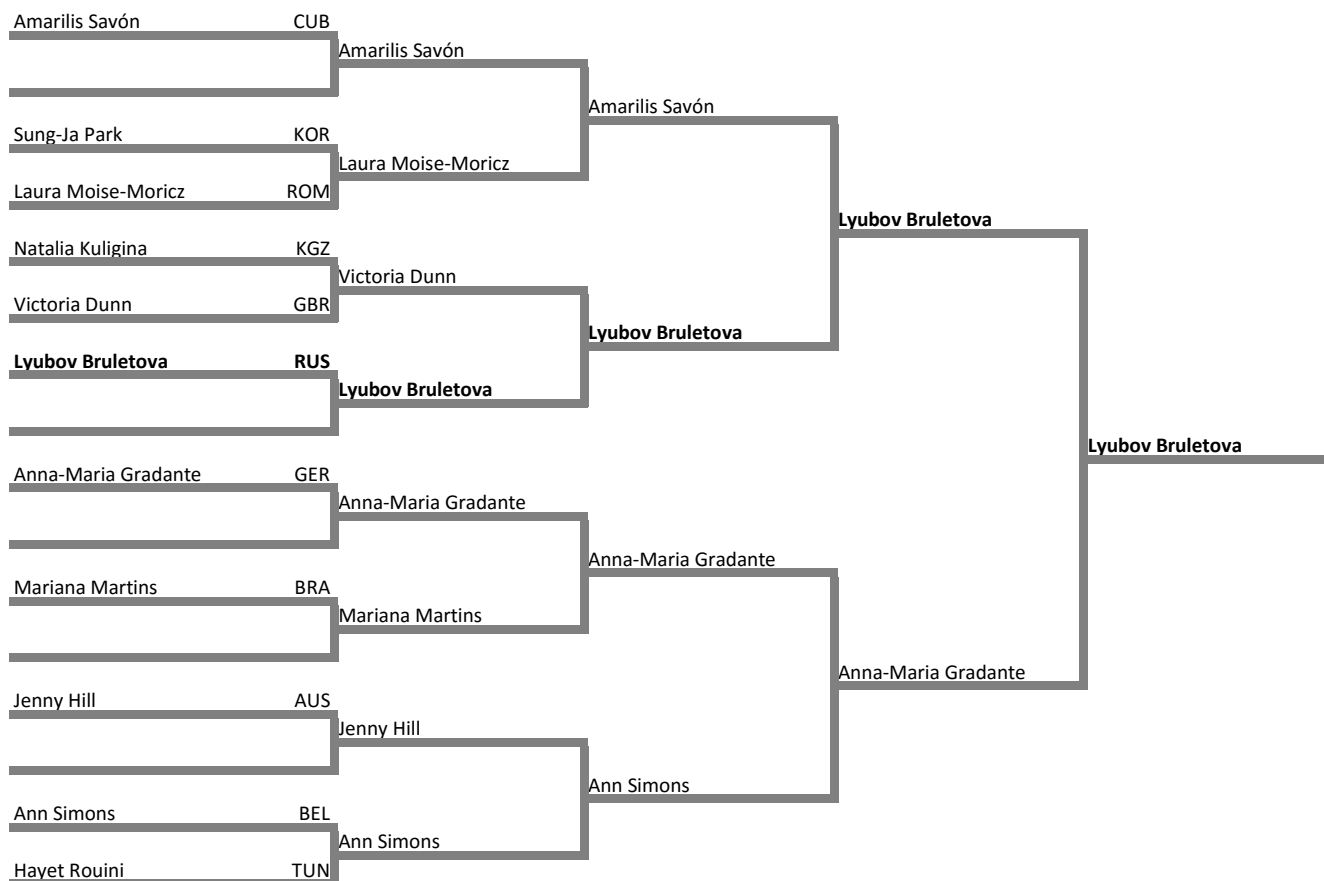 Amarilis Savón CUB
Amarilis Savón
Amarilis Savón
Sung-Ja Park KOR
Laura Moise-Moricz
Laura Moise-Moricz ROM
Lyubov Bruletova
Natalia Kuligina KGZ
Victoria Dunn
Victoria Dunn GBR
Lyubov Bruletova
Lyubov Bruletova RUS
Lyubov Bruletova
Lyubov Bruletova
Anna-Maria Gradante GER
Anna-Maria Gradante
Anna-Maria Gradante
Mariana Martins BRA
Mariana Martins
Anna-Maria Gradante
Jenny Hill AUS
Jenny Hill
Ann Simons
Ann Simons BEL
Ann Simons
Hayet Rouini TUN